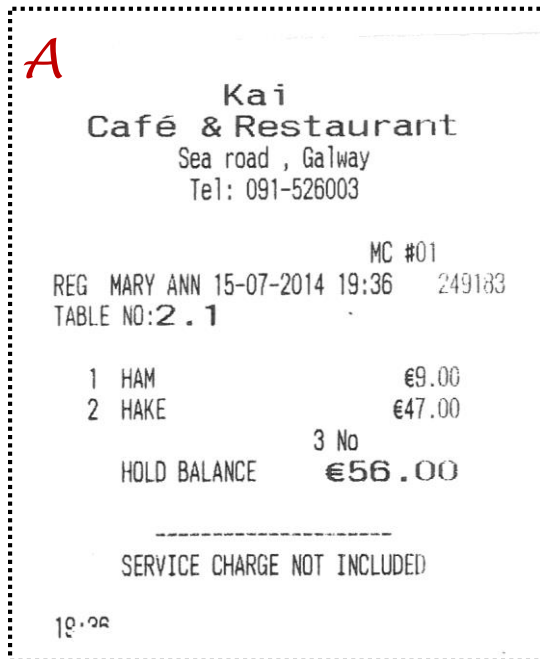 A
Kai
Café & Restaurant
Sea road , Galway
Tel: 091-526003
MC #01
REG MARY ANN 15-07-2014 19:36 249183
TABLE NO:2.1
1 HAM €9.00
2 HAKE €47.00
3 No
HOLD BALANCE €56.00
SERVICE CHARGE NOT INCLUDED